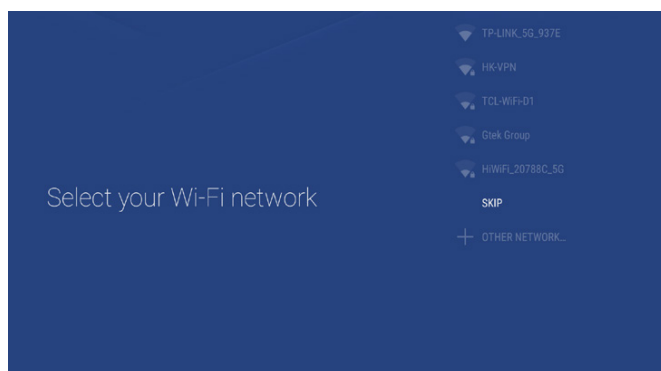 TP-LINK_5G_937E
HK-VPN
TCL-WiFi-D1
Gtek Group
HiWiFi_20788C_5G
Select your Wi-Fi network
SKIP
OTHER NETWORK...